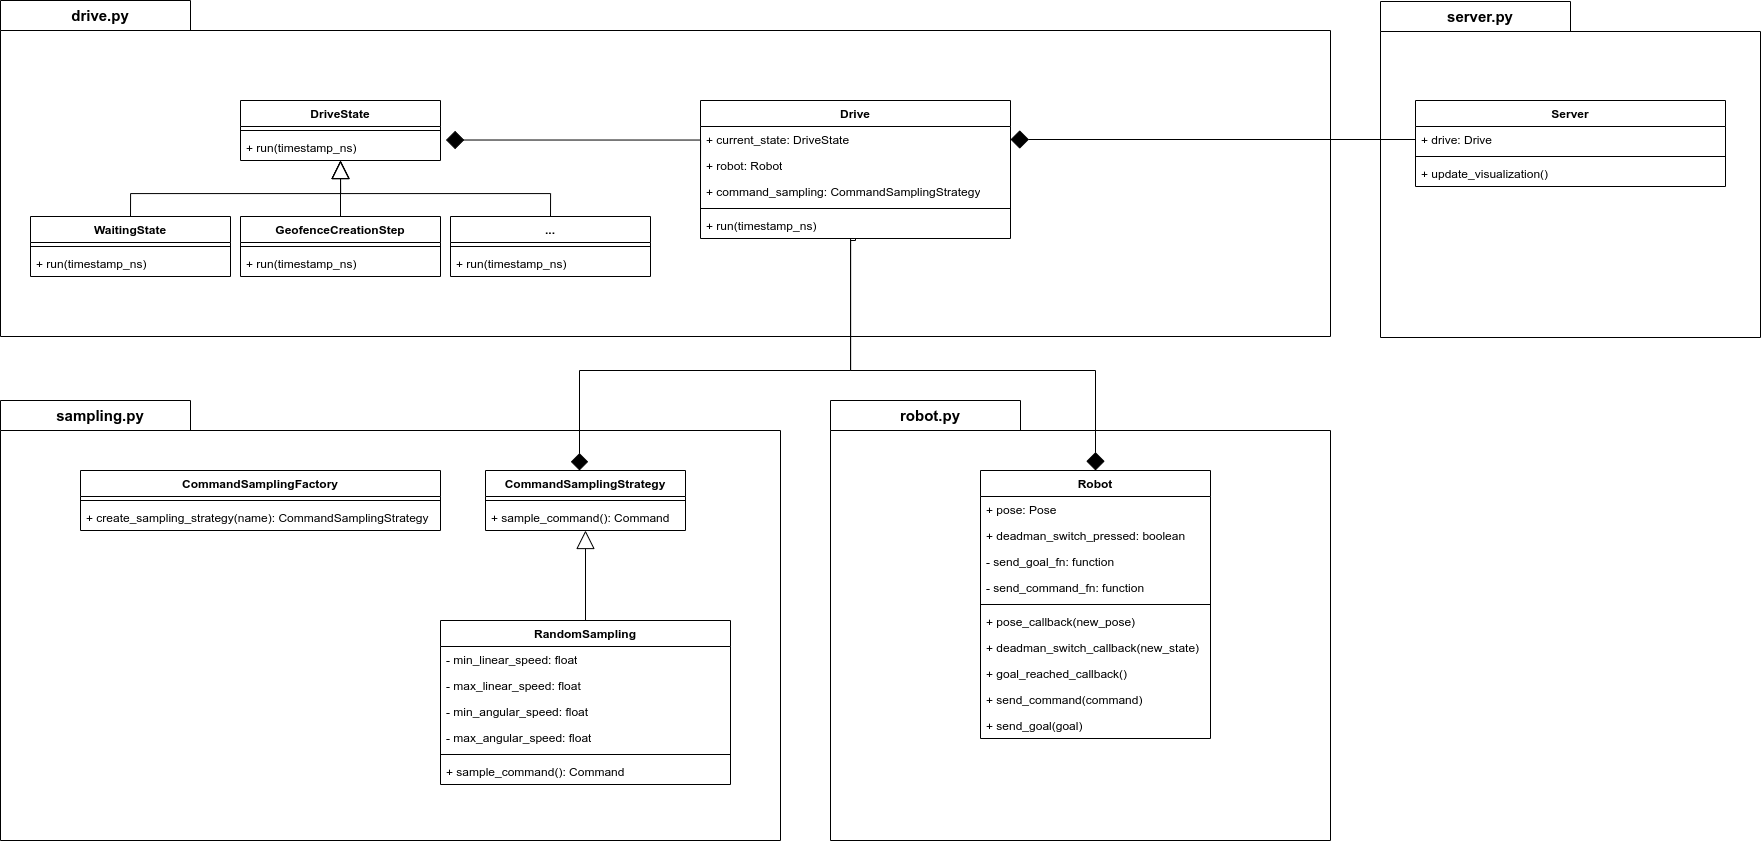 drive.py
DriveState
+ run(timestamp_ns)
WaitingState
+ run(timestamp_ns)
GeofenceCreationStep
+ run(timestamp_ns)
...
+ run(timestamp_ns)
Drive
+ current_state: DriveState
+ robot: Robot
+ command_sampling: CommandSamplingStrategy
+ run(timestamp_ns)
server.py
Server
+ drive: Drive
+ update_visualization()
sampling.py
CommandSamplingFactory
+ create_sampling_strategy(name): CommandSamplingStrategy
CommandSamplingStrategy
+ sample_command(): Command
RandomSampling
- min_linear_speed: float
- max_linear_speed: float
- min_angular_speed: float
- max_angular_speed: float
+ sample_command(): Command
robot.py
Robot
+ pose: Pose
+ deadman_switch_pressed: boolean
- send_goal_fn: function
- send_command_fn: function
+ pose_callback(new_pose)
+ deadman_switch_callback(new_state)
+ goal_reached_callback()
+ send_command(command)
+ send_goal(goal)